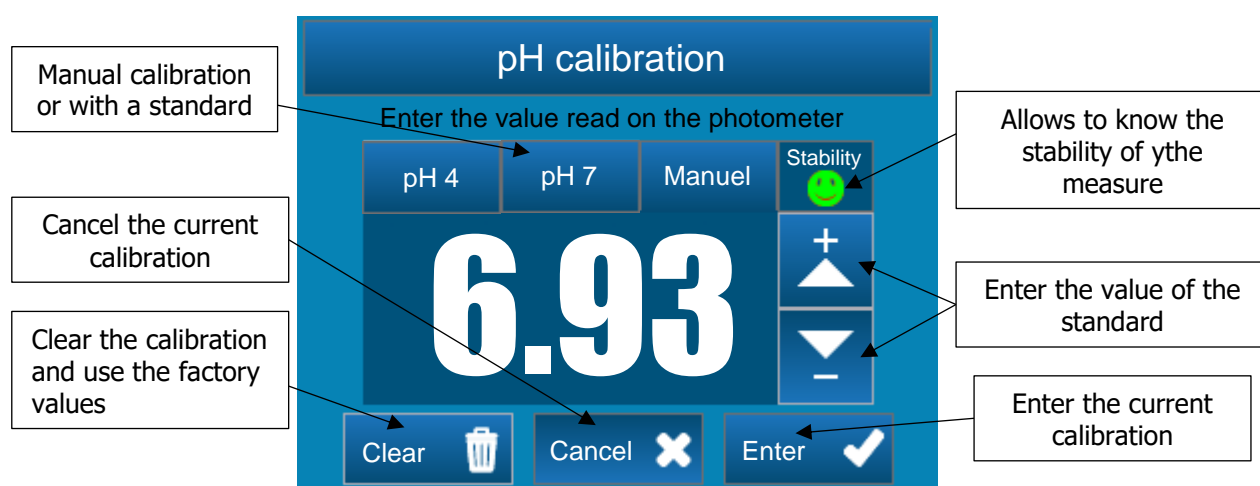 pH calibration
Manual calibration
or with a standard
Enter the value read on the photometer
Allows to know the
stability of ythe
measure
pH 4
pH 7
Manuel
Stability
Cancel the current
calibration
6.93
+
−
Enter the value of the
standard
Clear the calibration
and use the factory
values
Clear
Cancel
Enter
Enter the current
calibration